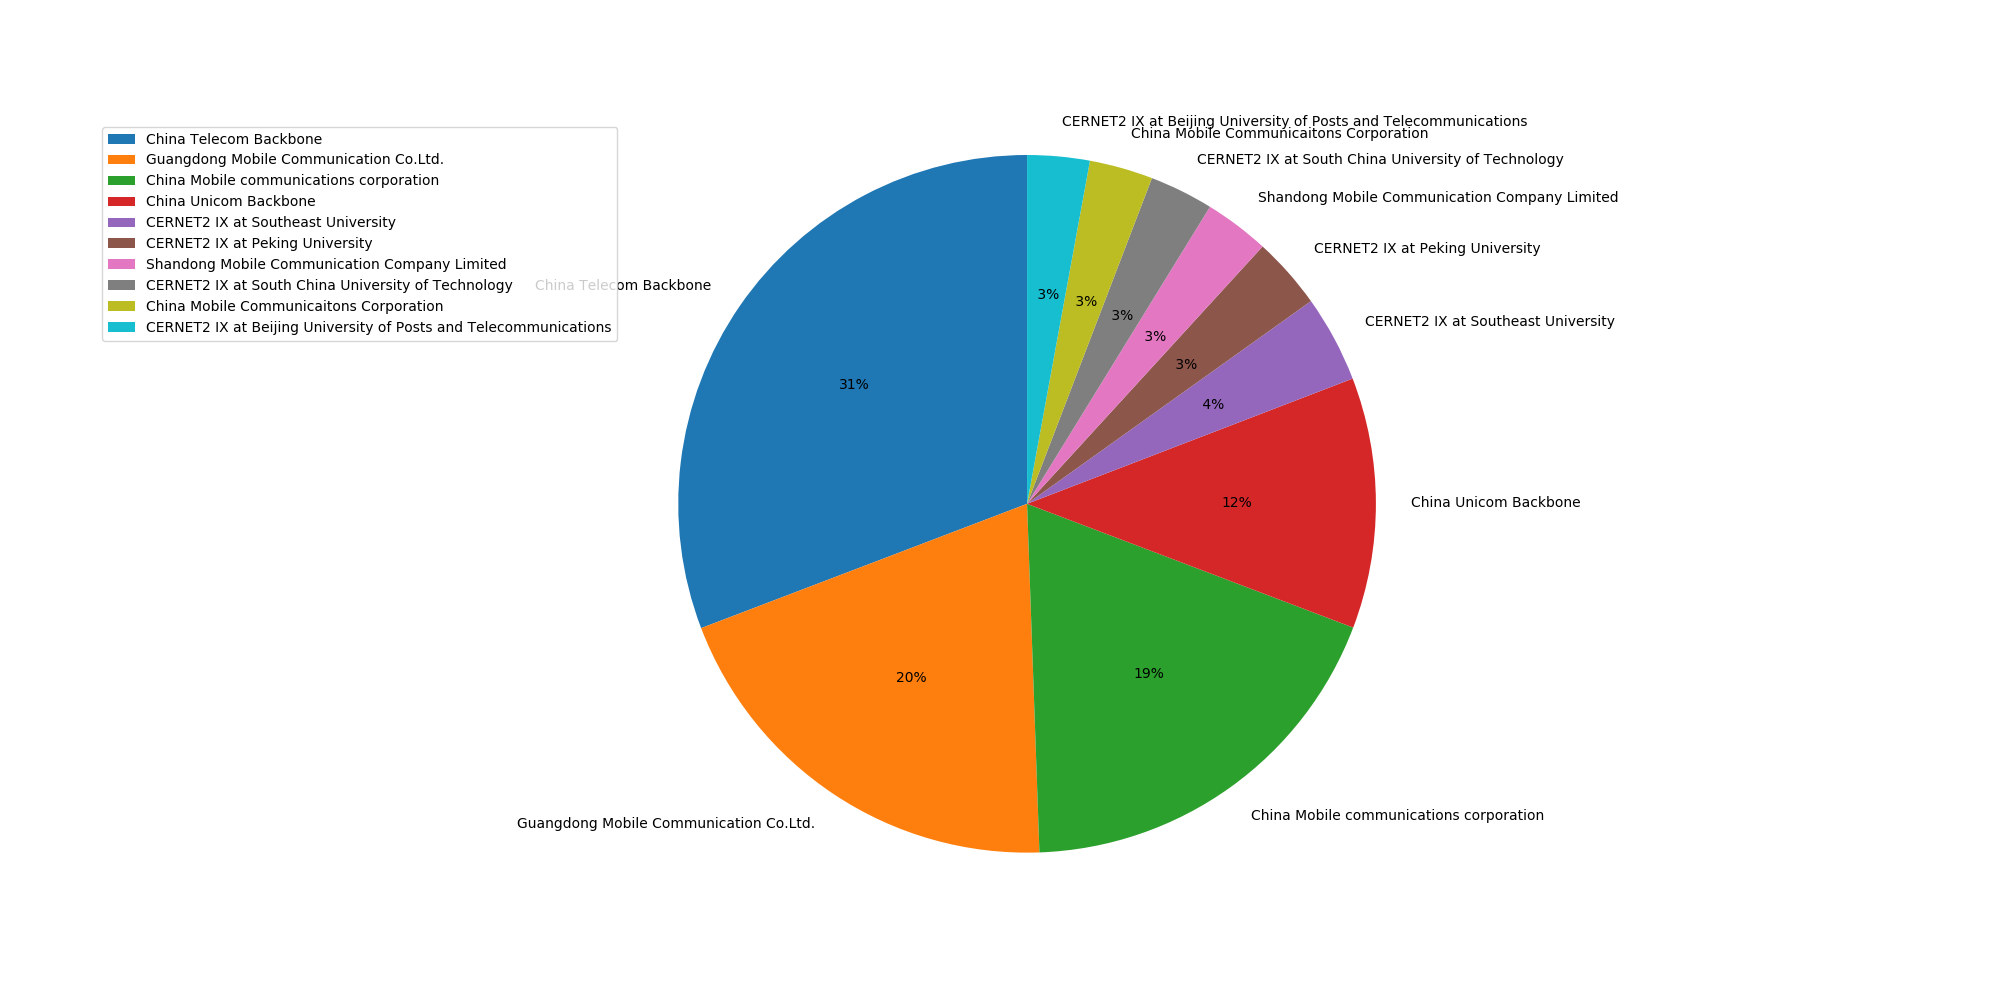 CERNET2 IX at Beijing University of Posts and Telecommunications
China Mobile Communicaitons Corporation
China Telecom Backbone
Guangdong Mobile Communication Co.Ltd.
China Mobile communications corporation
China Unicom Backbone
CERNET2 IX at Southeast University
CERNET2 IX at Peking University
Shandong Mobile Communication Company Limited
CERNET2 IX at South China University of Technology
China Mobile Communicaitons Corporation
CERNET2 IX at Beijing University of Posts and Telecommunications
CERNET2 IX at South China University of Technology
Shandong Mobile Communication Company Limited
CERNET2 IX at Peking University
China Telecom Backbone
CERNET2 IX at Southeast University
3%
3%
3%
3%
3%
31%
4%
12%
China Unicom Backbone
19%
20%
China Mobile communications corporation
Guangdong Mobile Communication Co.Ltd.